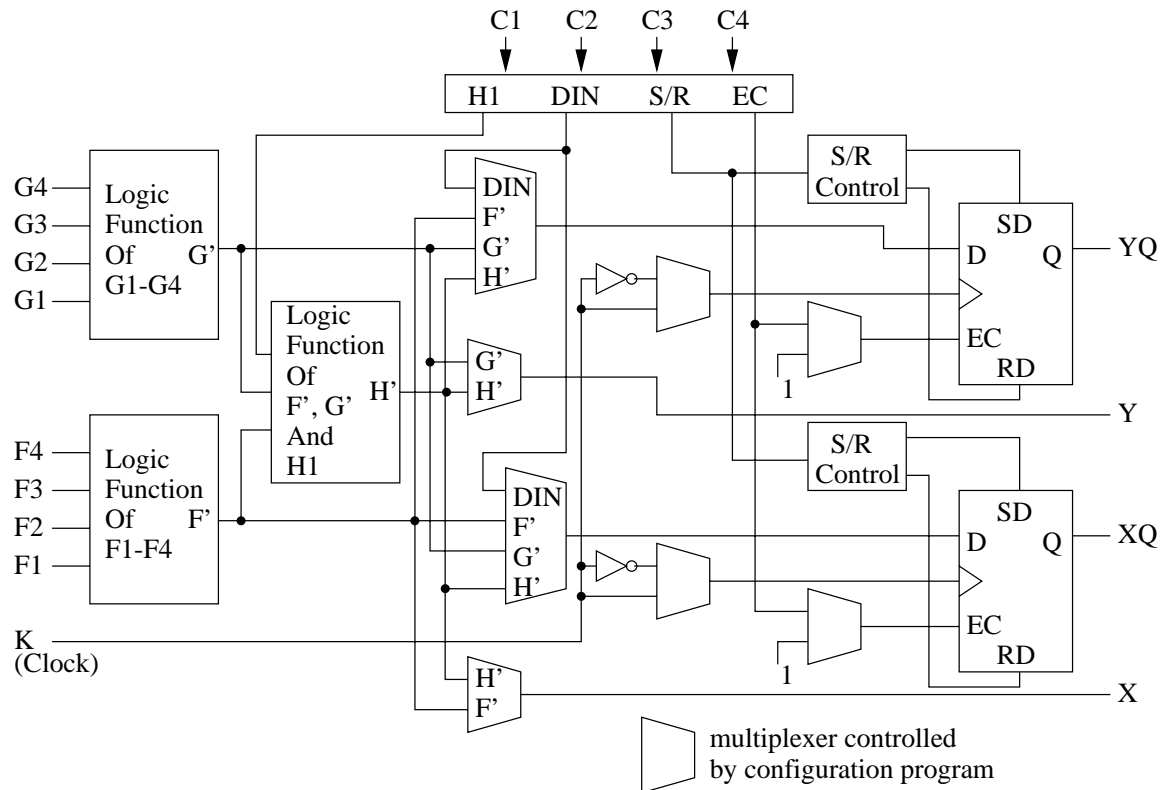 C1 C2 C3 C4
H1 DIN S/R EC
G4
G3
G2
G1
Logic
Function
Of
G1-G4
G’
DIN
F’
G’
H’
S/R
Control
SD
D
Q
EC
RD
YQ
1
Logic
Function
Of
F’, G’
And
H1
H’
G’
H’
Y
F4
F3
F2
F1
Logic
Function
Of
F1-F4
F’
DIN
F’
G’
H’
S/R
Control
SD
D
Q
EC
RD
XQ
1
K
(Clock)
H’
F’
X
multiplexer controlled
by configuration program